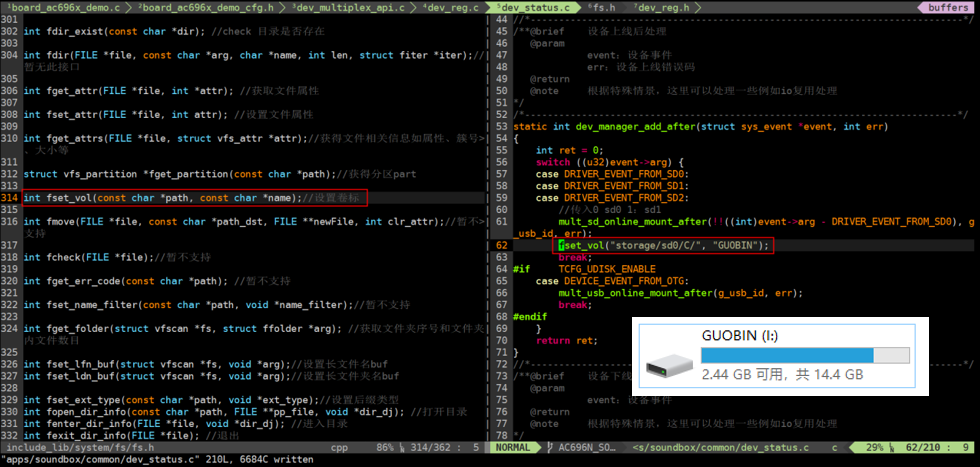 ¹board_ac696x_demo.c
²board_ac696x_demo_cfg.h
³dev_multiplex_api.c
⁴dev_reg.c
⁵dev_status.c
⁶fs.h
⁷dev_reg.h
buffers
301
302 int fdir_exist(const char *dir); //check 目录是否存在
303
304 int fdir(FILE *file, const char *arg, char *name, int len, struct fiter *iter);//
暂无此接口
305
306 int fget_attr(FILE *file, int *attr); //获取文件属性
307
308 int fset_attr(FILE *file, int attr); //设置文件属性
309
310 int fget_attrs(FILE *file, struct vfs_attr *attr);//获得文件相关信息如属性、簇号>
、大小等
311
312 struct vfs_partition *fget_partition(const char *path);//获得分区part
313
314 int fset_vol(const char *path, const char *name);//设置卷标
315
316 int fmove(FILE *file, const char *path_dst, FILE **newFile, int clr_attr);//暂不>
支持
317
318 int fcheck(FILE *file);//暂不支持
319
320 int fget_err_code(const char *path); //暂不支持
321
322 int fset_name_filter(const char *path, void *name_filter);//暂不支持
323
324 int fget_folder(struct vfscan *fs, struct ffolder *arg); //获取文件夹序号和文件夹
内文件数目
325
326 int fset_lfn_buf(struct vfscan *fs, void *arg);//设置长文件名buf
327 int fset_ldn_buf(struct vfscan *fs, void *arg);//设置长文件夹名buf
328
329 int fset_ext_type(const char *path, void *ext_type);//设置后缀类型
330 int fopen_dir_info(const char *path, FILE **pp_file, void *dir_dj); //打开目录
331 int fenter_dir_info(FILE *file, void *dir_dj); //进入目录
332 int fexit_dir_info(FILE *file); //退出
include_lib/system/fs/fs.h cpp 86% 314/362 : 5
44 //*----------------------------------------------------------------------------
45 /**@brief 设备上线后处理
46 @param
47 event: 设备事件
48 err: 设备上线错误码
49 @return
50 @note 根据特殊情景，这里可以处理一些例如io复用处理
51 */
52 /*----------------------------------------------------------------------------*/
53 static int dev_manager_add_after(struct sys_event *event, int err)
54 {
55 int ret = 0;
56 switch ((u32)event->arg) {
57 case DRIVER_EVENT_FROM_SD0:
58 case DRIVER_EVENT_FROM_SD1:
59 case DRIVER_EVENT_FROM_SD2:
60 //传入0 sd0 1: sd1
61 mult_sd_online_mount_after(!!((int)event->arg - DRIVER_EVENT_FROM_SD0), g
_usb_id, err);
62 fset_vol("storage/sd0/C/", "GUOBIN");
63 break;
64 #if TCFG_UDISK_ENABLE
65 case DEVICE_EVENT_FROM_OTG:
66 mult_usb_online_mount_after(g_usb_id, err);
67 break;
68 #endif
69 }
70 return ret;
71 }
72 //*----------------------------------------------------------------------------
73 /**@brief 设备下线
74 @param
75 event: 设备事件
76 @return
77 @note 根据特殊情景，这里可以处理一些例如io复用处理
78 */
NORMAL AC696N_SO… <s/soundbox/common/dev_status.c c 29% 62/210 : 9
GUOBIN (I:)
2.44 GB 可用，共 14.4 GB
"apps/soundbox/common/dev_status.c" 210L, 6684C written